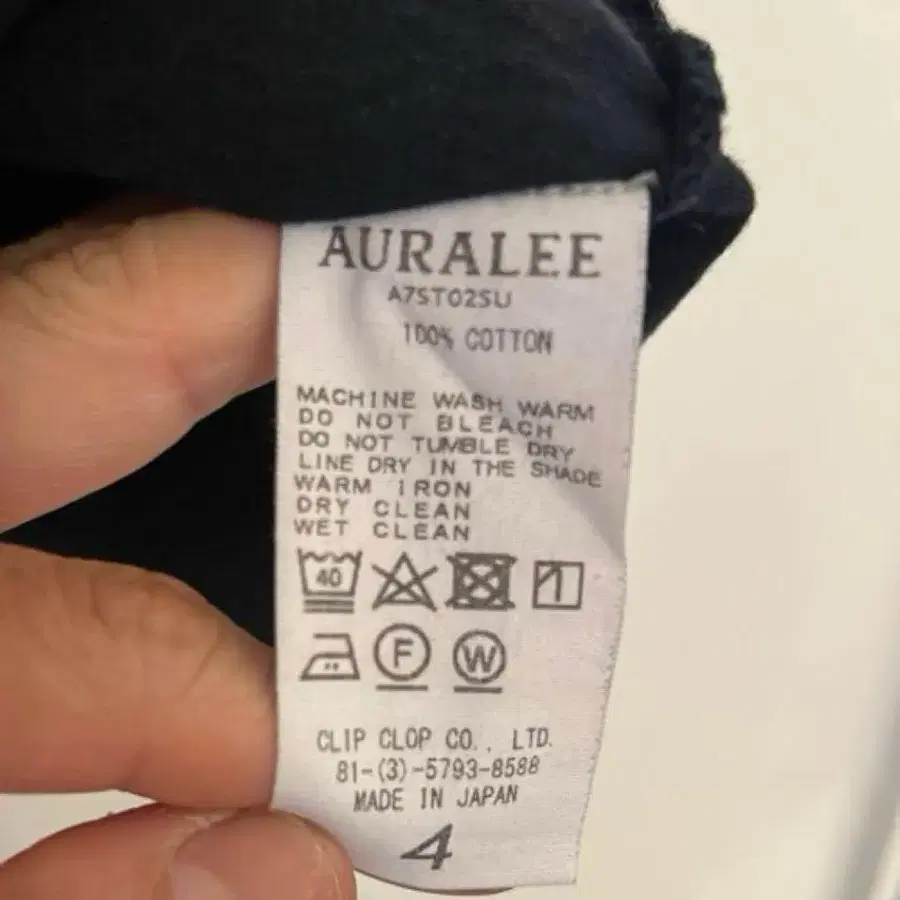 AURALEE
A7ST02SU
100% COTTON
MACHINE WASH WARM
DO NOT BLEACH
DO NOT TUMBLE DRY
LINE DRY IN THE SHADE
WARM IRON
DRY CLEAN
WET CLEAN
40
F W
CLIP CLOP CO., LTD.
81-(3)-5793-8588
MADE IN JAPAN
4